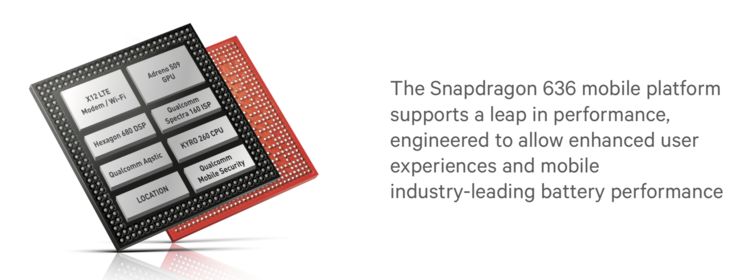 X12 LTE
Modem / Wi-Fi
Adreno 509
GPU
Hexagon 680 DSP
Qualcomm
Spectra 160 ISP
Qualcomm Aqstic
KYRO 260 CPU
LOCATION
Qualcomm
Mobile Security
The Snapdragon 636 mobile platform
supports a leap in performance,
engineered to allow enhanced user
experiences and mobile
industry-leading battery performance